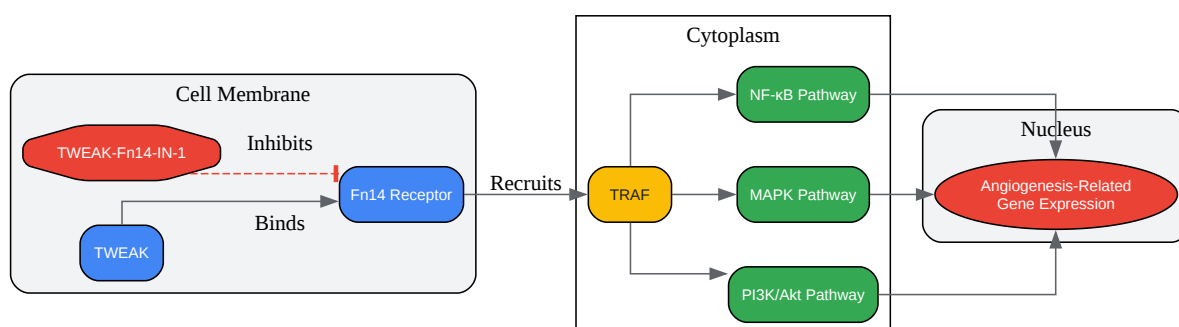 Cell Membrane
TWEAK-Fn14-IN-1
Inhibits
Fn14 Receptor
Binds
TWEAK
Recruits
Cytoplasm
TRAF
NF-κB Pathway
MAPK Pathway
PI3K/Akt Pathway
Nucleus
Angiogenesis-Related
Gene Expression